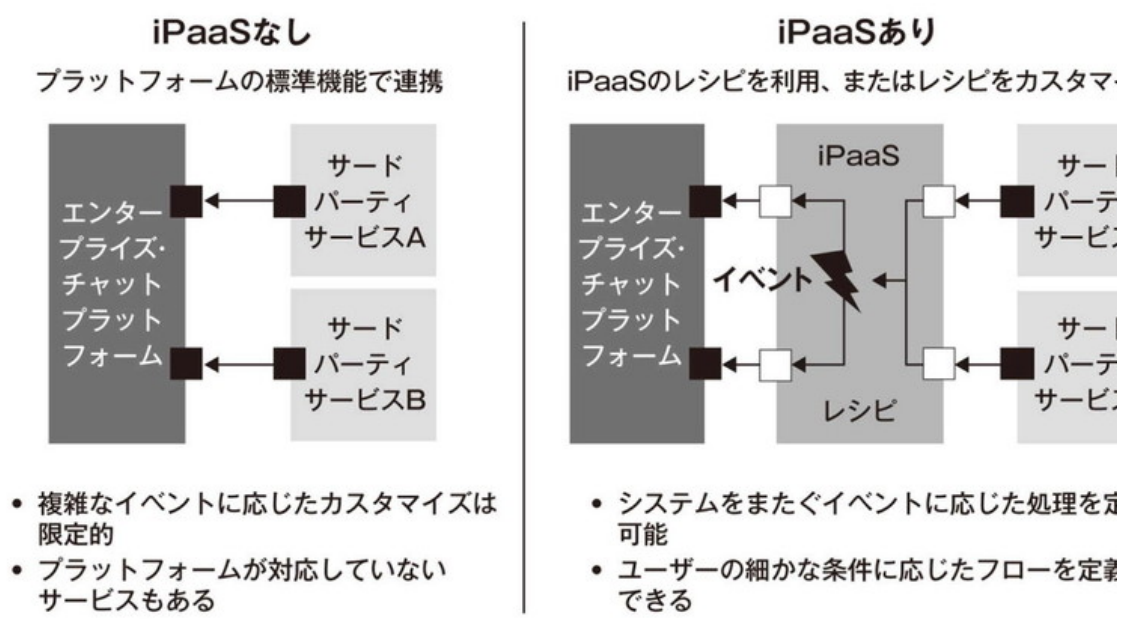 iPaaSなし
プラットフォームの標準機能で連携
エンター
プライズ・
チャット
プラット
フォーム
サード
パーティ
サービスA
サード
パーティ
サービスB
• 複雑なイベントに応じたカスタマイズは
限定的
• プラットフォームが対応していない
サービスもある
iPaaSあり
iPaaSのレシピを利用、またはレシピをカスタマ
エンター
プライズ・
チャット
プラット
フォーム
iPaaS
イベント
レシピ
サー
パーテ
サービ
サー
パーテ
サービ
• システムをまたぐイベントに応じた処理を定
可能
• ユーザーの細かな条件に応じたフローを定義
できる